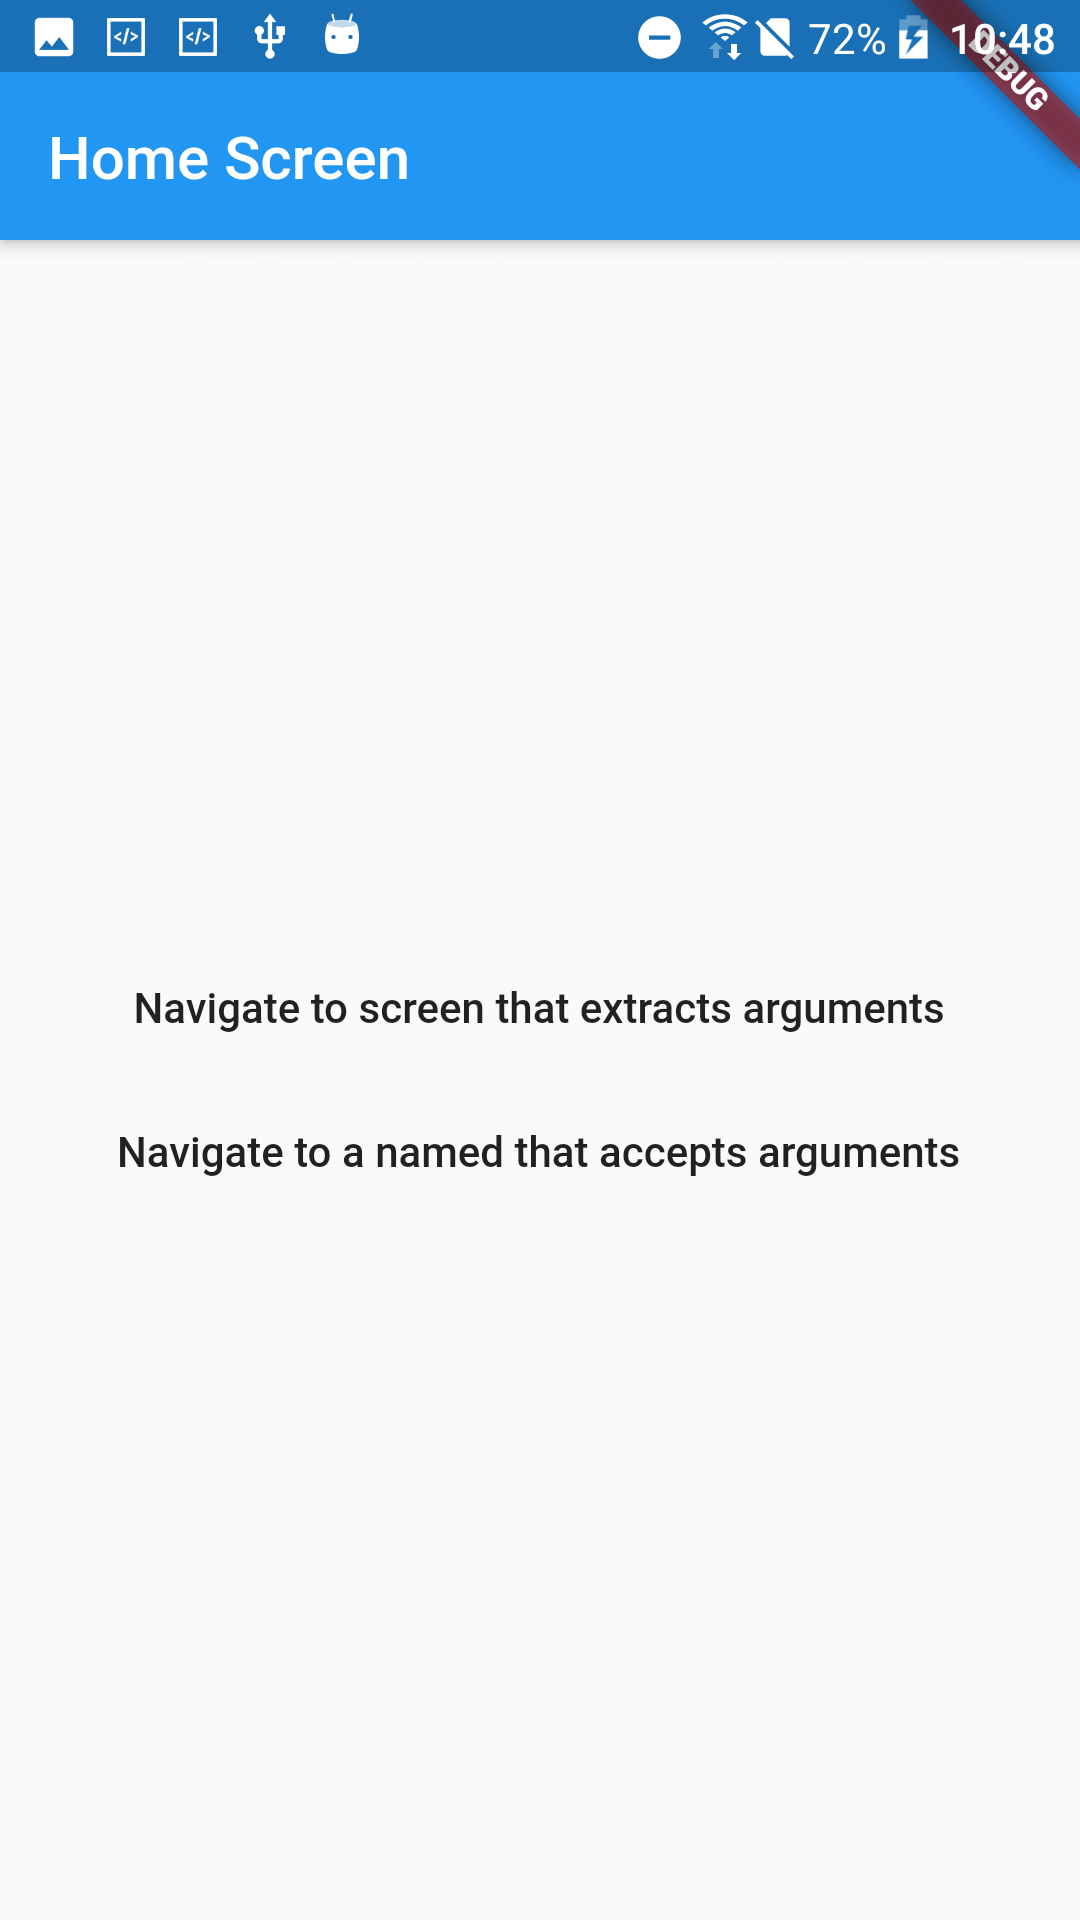 72% 10:48
DEBUG
Home Screen
Navigate to screen that extracts arguments
Navigate to a named that accepts arguments